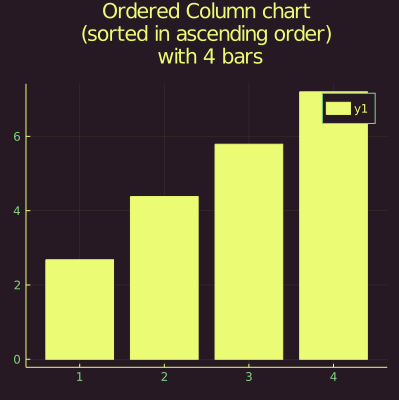 Ordered Column chart
(sorted in ascending order)
with 4 bars
y1
6
4
2
0
1 2 3 4